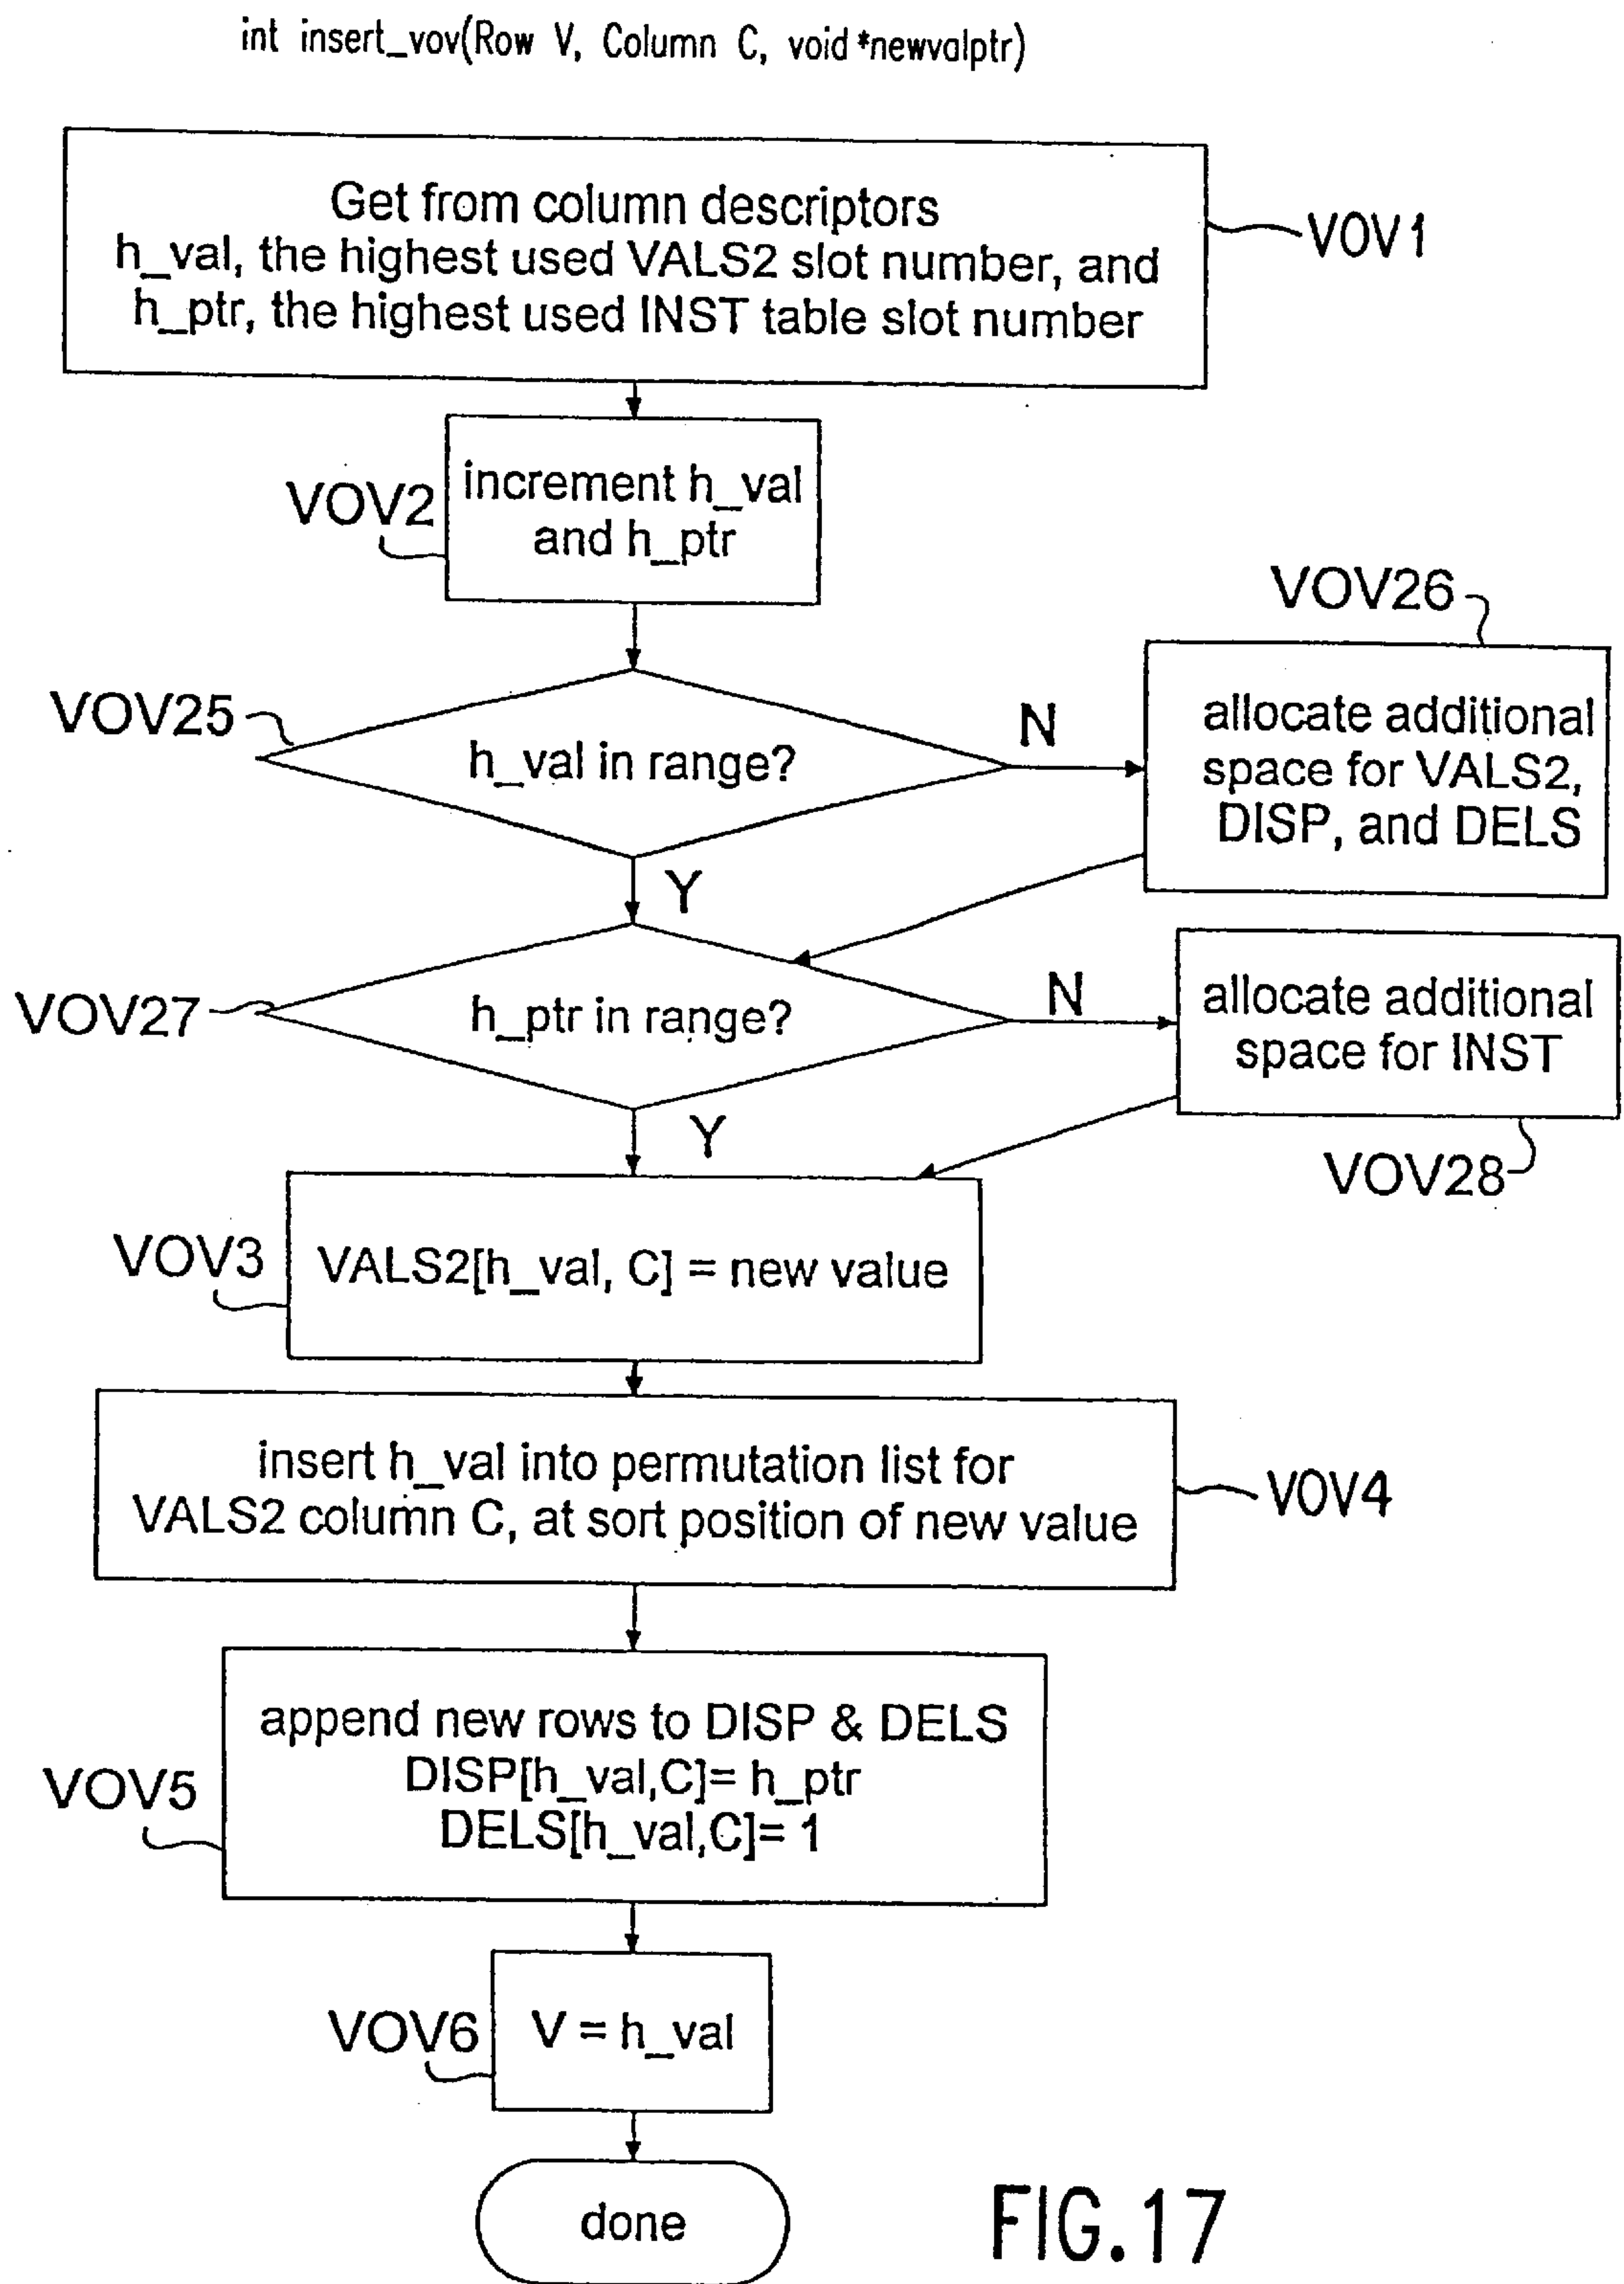 int insert_vov(Row V, Column C, void *newvalptr)
Get from column descriptors
h_val, the highest used VALS2 slot number, and
h_ptr, the highest used INST table slot number
VOV1
increment h_val
and h_ptr
VOV2
VOV26
VOV25
h_val in range?
N
allocate additional
space for VALS2,
DISP, and DELS
Y
VOV27
h_ptr in range?
N
allocate additional
space for INST
Y
VOV28
VOV3
VALS2[h_val, C] = new value
insert h_val into permutation list for
VALS2 column C, at sort position of new value
VOV4
append new rows to DISP & DELS
DISP[h_val,C]= h_ptr
DELS[h_val,C]= 1
VOV5
VOV6
V = h_val
done
FIG.17